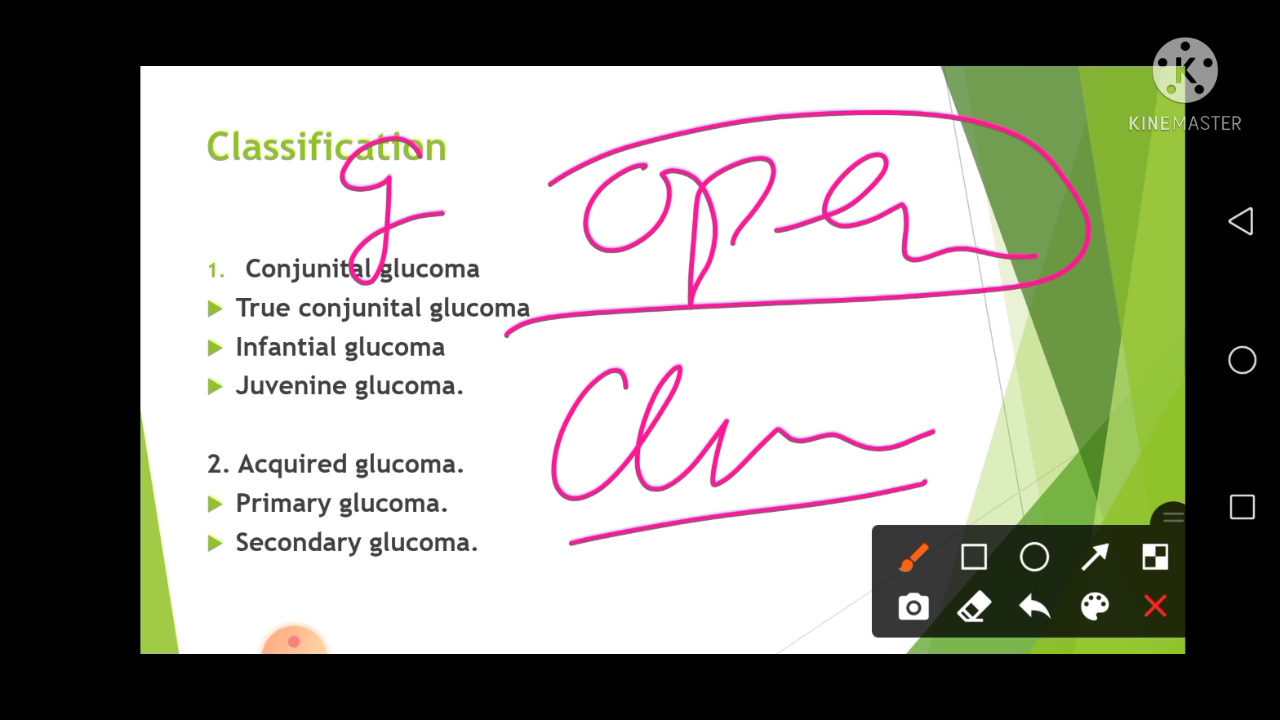 KINEMASTER
Classification
g
open
1. Conjunital glucoma
True conjunital glucoma
Infantial glucoma
Juvenine glucoma.
2. Acquired glucoma.
Primary glucoma.
Secondary glucoma.